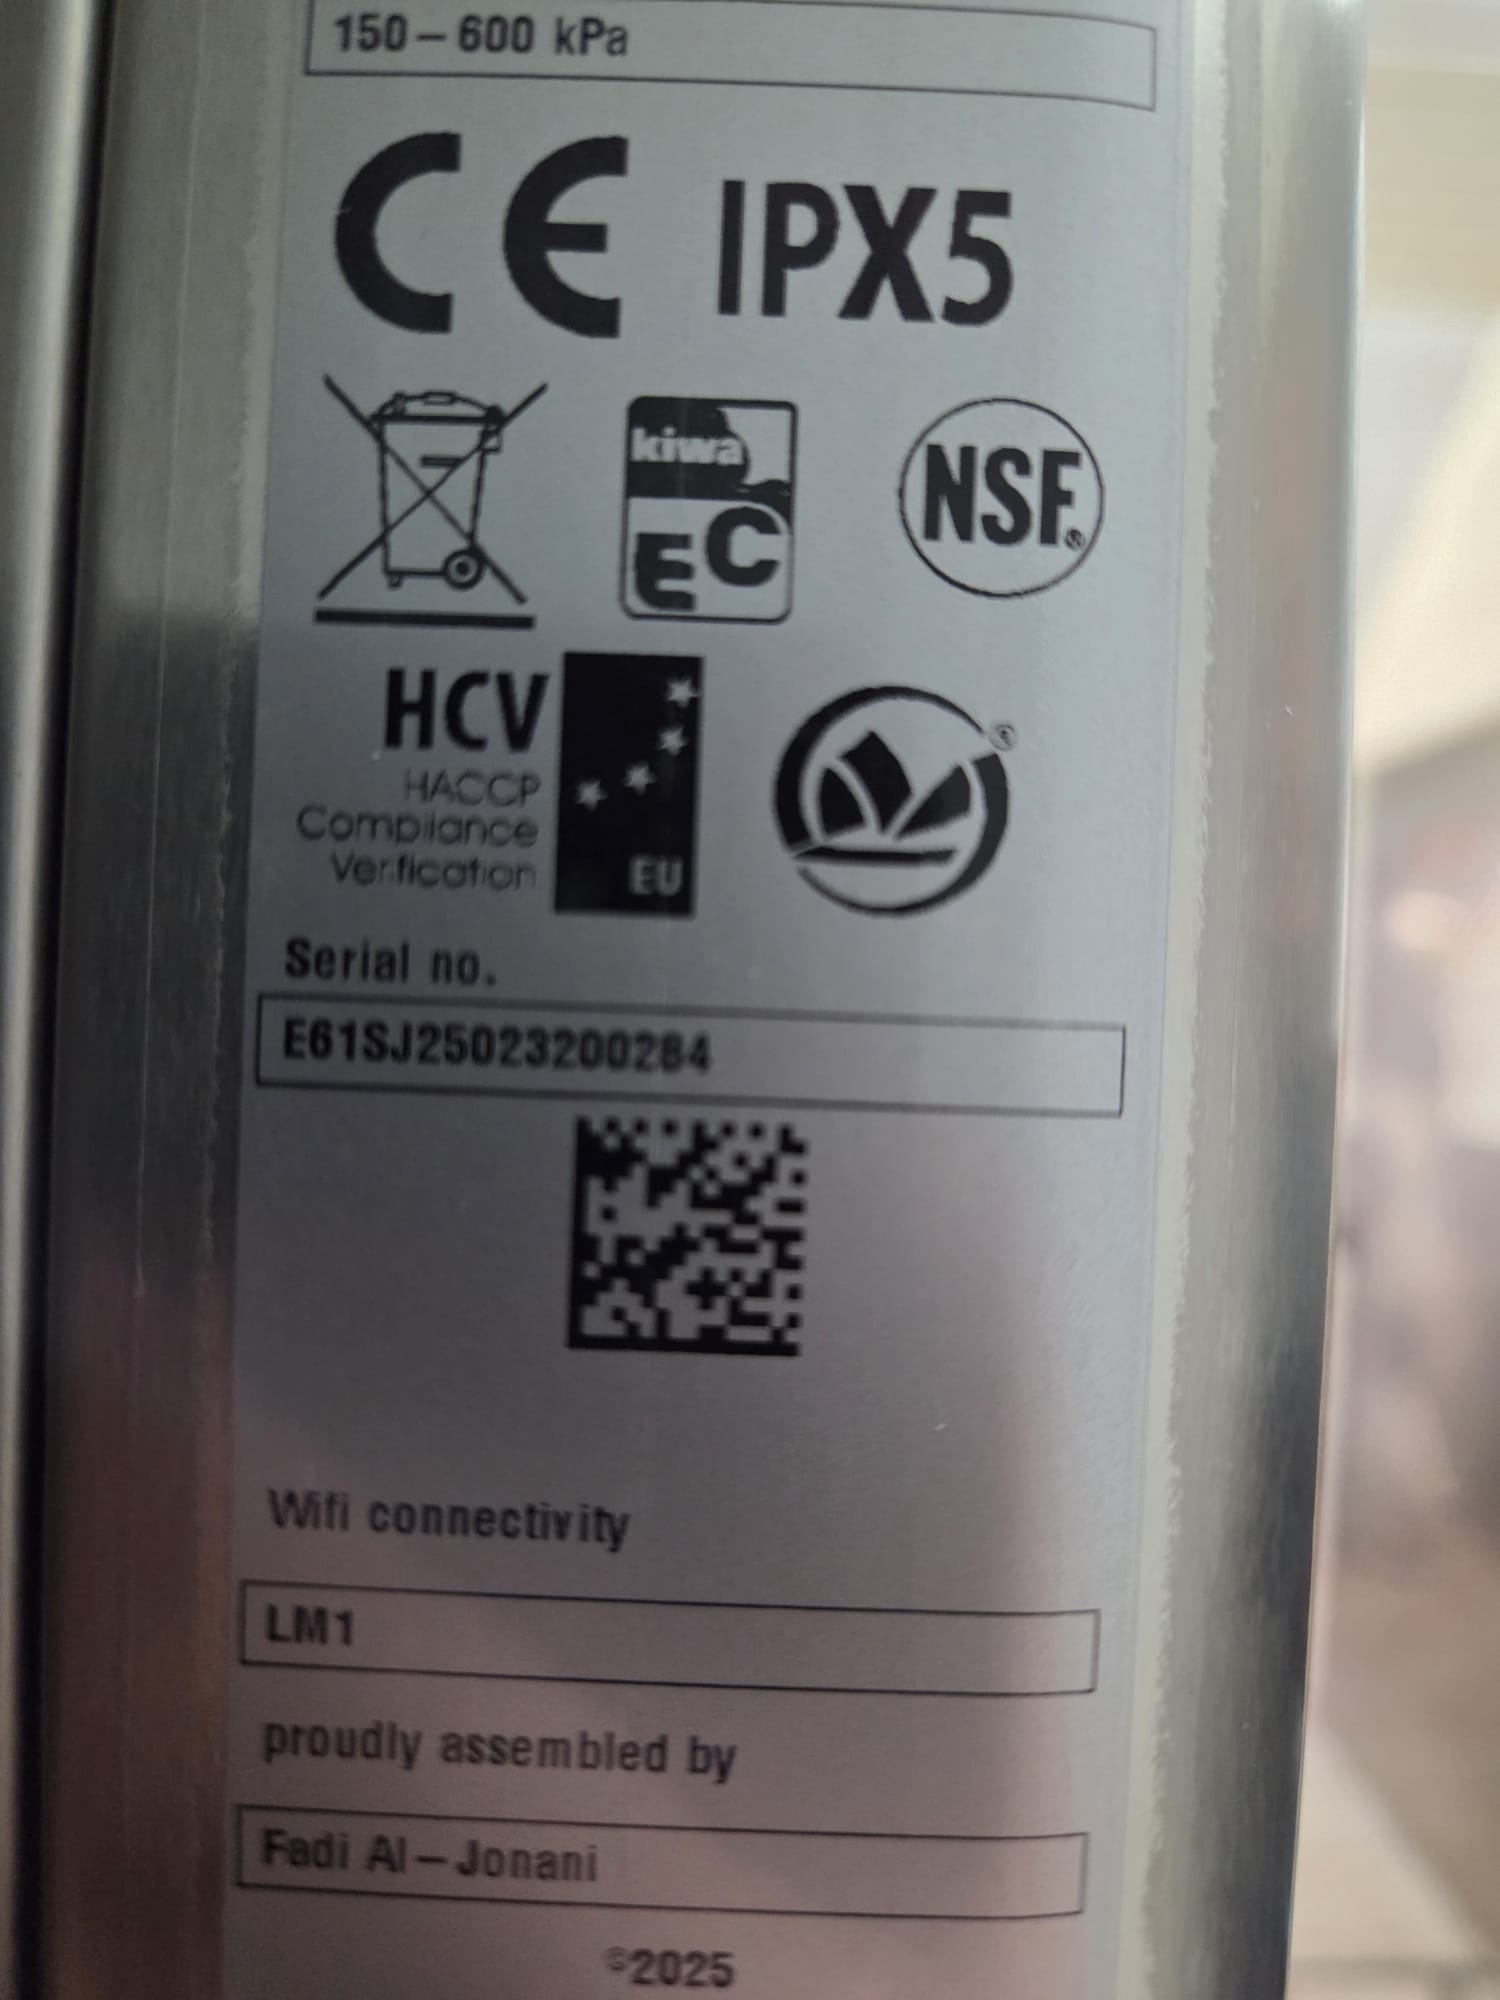 150–600 kPa
CE IPX5
kiwa
EC
NSF®
HCV
HACCP
Compliance
Verification
EU
®
Serial no.
E61SJ25023200284
Wifi connectivity
LM1
proudly assembled by
Fadi Al–Jonani
©2025